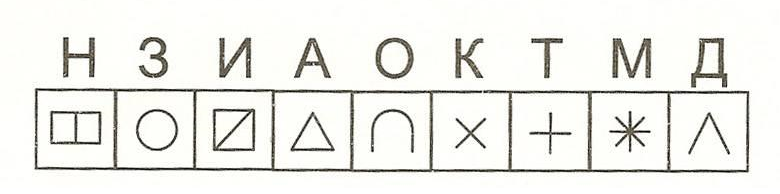 Н З И А О К Т М Д